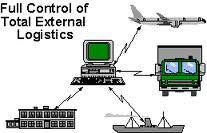 Full Control of
Total External
Logistics